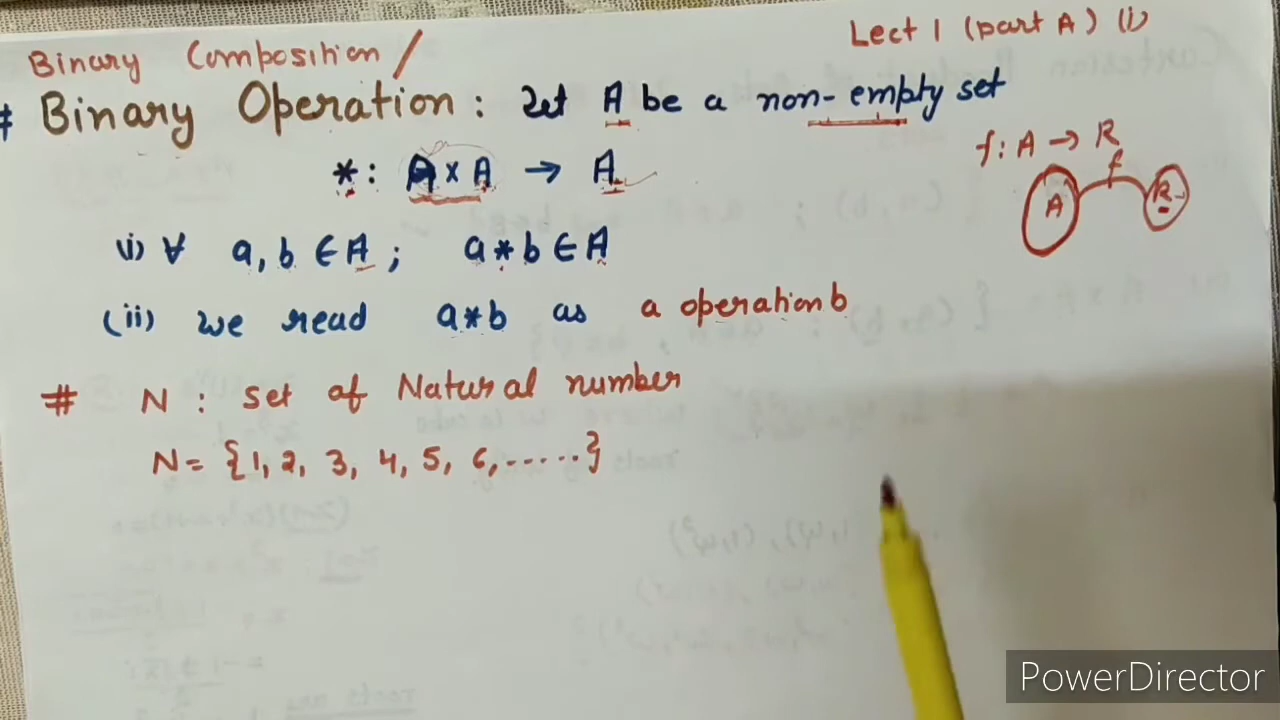 Lect 1 (part A) (i)
Binary Composition /
# Binary Operation : Let A be a non-empty set
* : A x A → A
f : A → R
f
A R
(i) ∀ a, b ∈ A ; a * b ∈ A
(ii) we read a*b as a operation b
# N : set of Natural number
N = {1, 2, 3, 4, 5, 6, .....}
PowerDirector